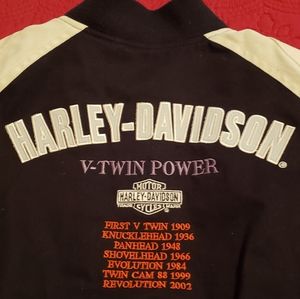 HARLEY-DAVIDSON®
V-TWIN POWER
MOTOR
HARLEY-DAVIDSON
CYCLES
FIRST V TWIN 1909
KNUCKLEHEAD 1936
PANHEAD 1948
SHOVELHEAD 1966
EVOLUTION 1984
TWIN CAM 88 1999
REVOLUTION 2002